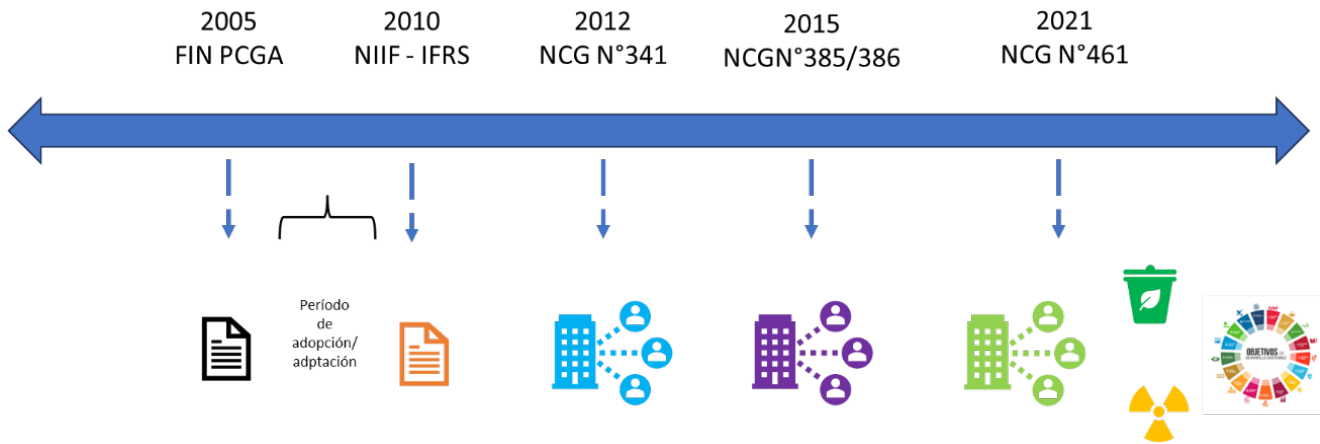 2005
FIN PCGA
2010
NIIF - IFRS
2012
NCG N°341
2015
NCGN°385/386
2021
NCG N°461
Período
de
adopción/
adptación
OBJETIVOS
DE DESARROLLO SOSTENIBLE